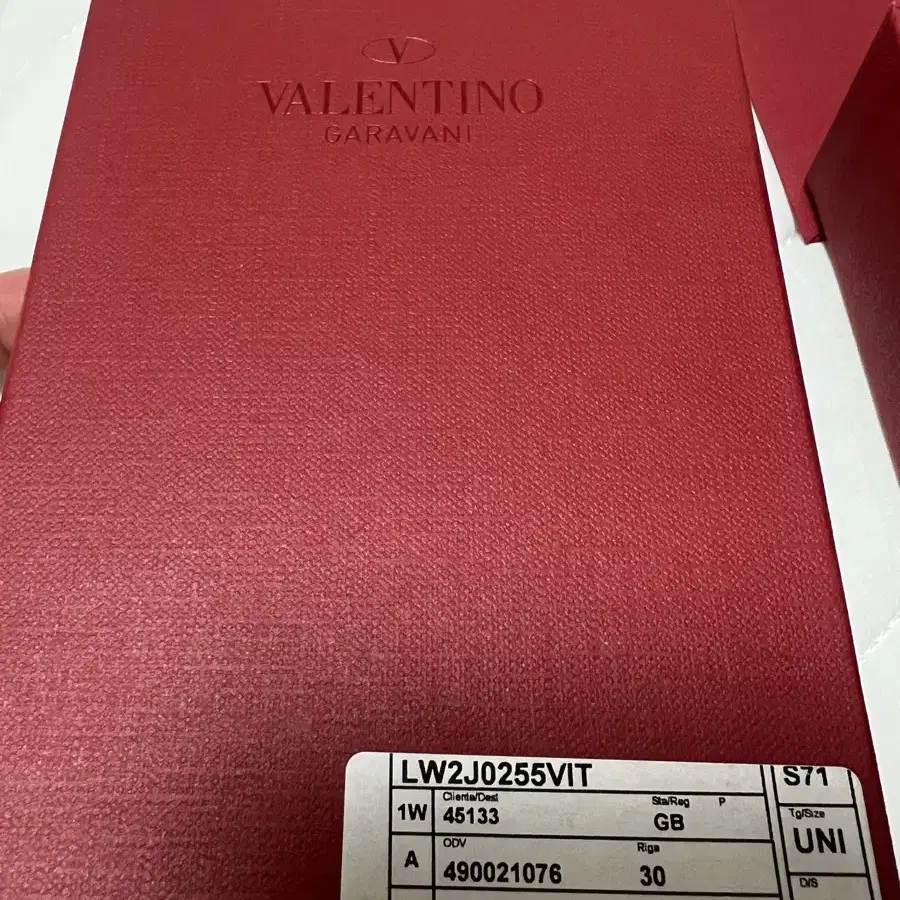 V
VALENTINO
GARAVANI
LW2J0255VIT S71
1W Cliente/Dest 45133 Sta/Reg GB P Tg/Size UNI
A ODV 490021076 Riga 30 D/S